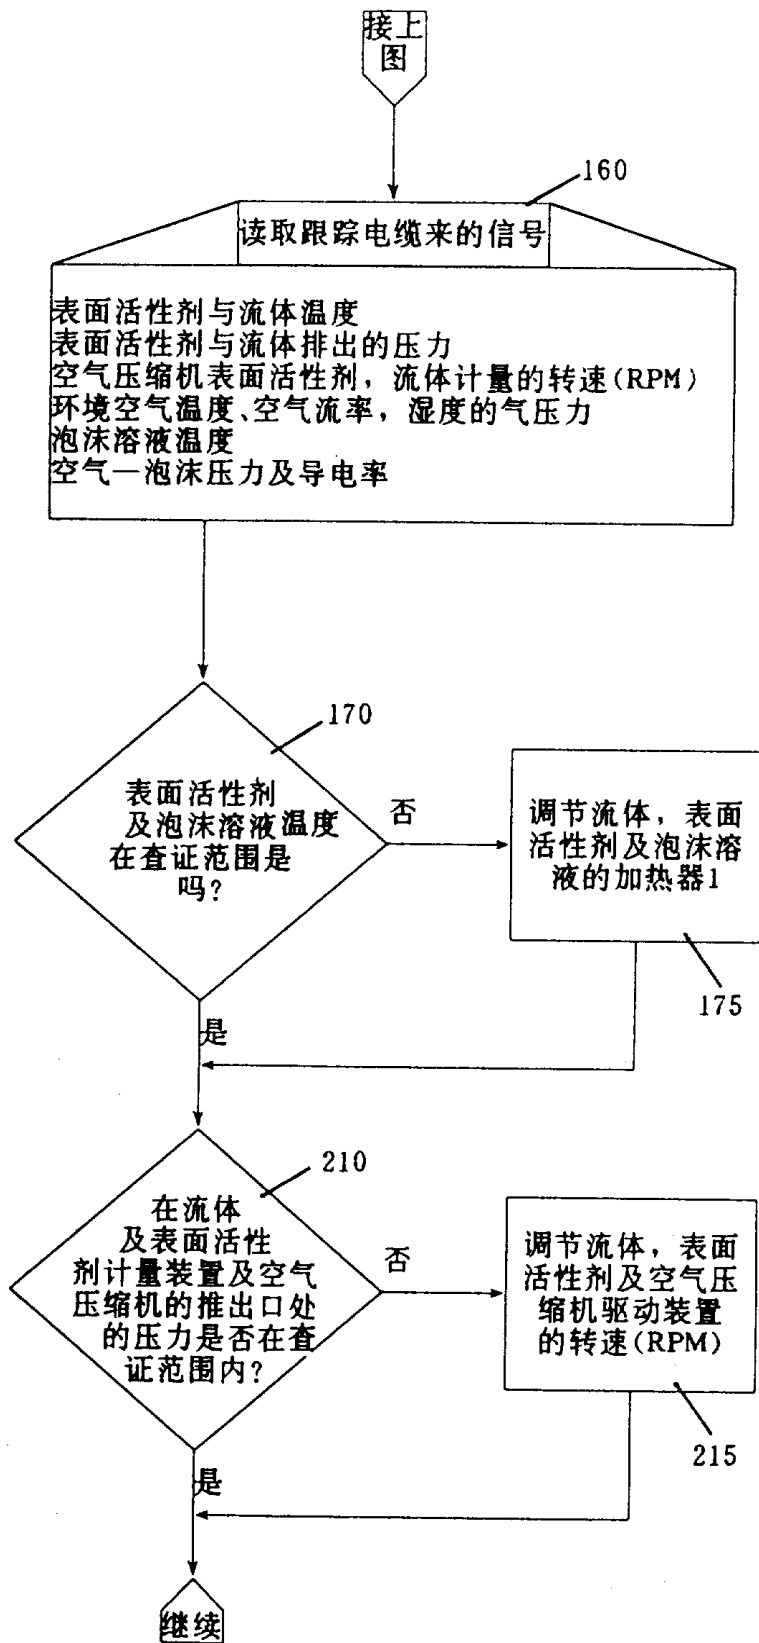 接上
图
160
读取跟踪电缆来的信号
表面活性剂与流体温度
表面活性剂与流体排出的压力
空气压缩机表面活性剂，流体计量的转速(RPM)
环境空气温度、空气流率，湿度的气压力
泡沫溶液温度
空气—泡沫压力及导电率
170
表面活性剂
及泡沫溶液温度
在查证范围是
吗?
否
调节流体，表面
活性剂及泡沫溶
液的加热器1
175
是
210
在流体
及表面活性
剂计量装置及空气
压缩机的推出口处
的压力是否在查
证范围内?
否
调节流体，表面
活性剂及空气压
缩机驱动装置
的转速(RPM)
215
是
继续